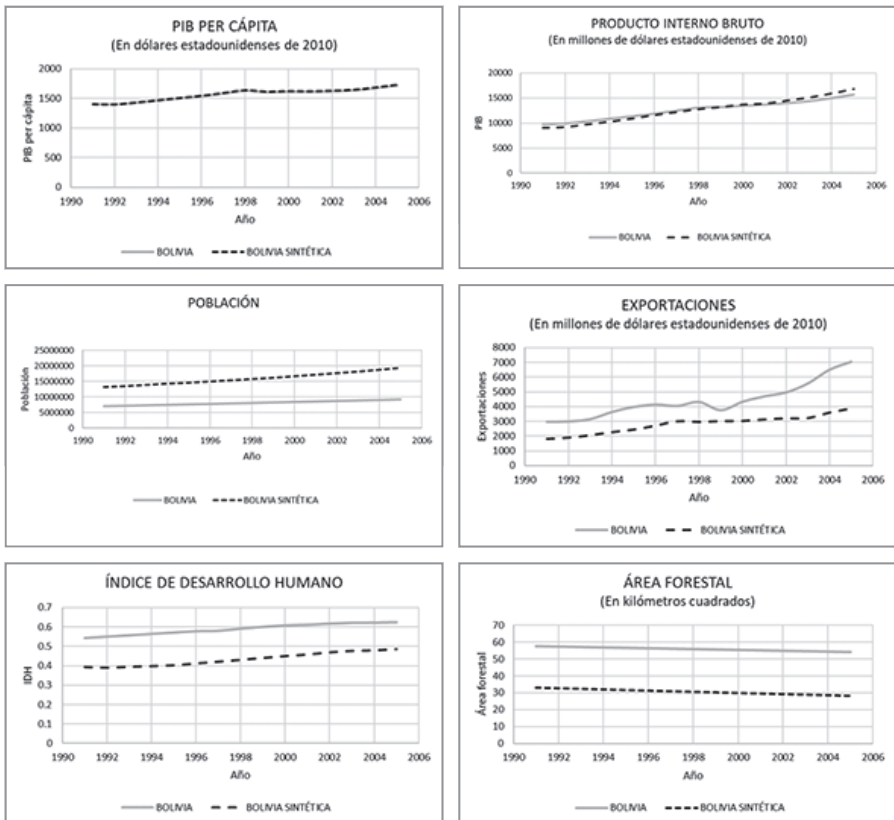 PIB PER CÁPITA
(En dólares estadounidenses de 2010)
2000
1500
1000
500
0
PIB per cápita
1990 1992 1994 1996 1998 2000 2002 2004 2006
Año
BOLIVIA BOLIVIA SINTÉTICA
PRODUCTO INTERNO BRUTO
(En millones de dólares estadounidenses de 2010)
20000
15000
10000
5000
0
PIB
1990 1992 1994 1996 1998 2000 2002 2004 2006
Año
BOLIVIA BOLIVIA SINTÉTICA
POBLACIÓN
25000000
20000000
15000000
10000000
5000000
0
Población
1990 1992 1994 1996 1998 2000 2002 2004 2006
Año
BOLIVIA BOLIVIA SINTÉTICA
EXPORTACIONES
(En millones de dólares estadounidenses de 2010)
8000
7000
6000
5000
4000
3000
2000
1000
0
Exportaciones
1990 1992 1994 1996 1998 2000 2002 2004 2006
Año
BOLIVIA BOLIVIA SINTÉTICA
ÍNDICE DE DESARROLLO HUMANO
0.7
0.6
0.5
0.4
0.3
0.2
0.1
0
IDH
1990 1992 1994 1996 1998 2000 2002 2004 2006
Año
BOLIVIA BOLIVIA SINTÉTICA
ÁREA FORESTAL
(En kilómetros cuadrados)
70
60
50
40
30
20
10
0
Área forestal
1990 1992 1994 1996 1998 2000 2002 2004 2006
Año
BOLIVIA BOLIVIA SINTÉTICA